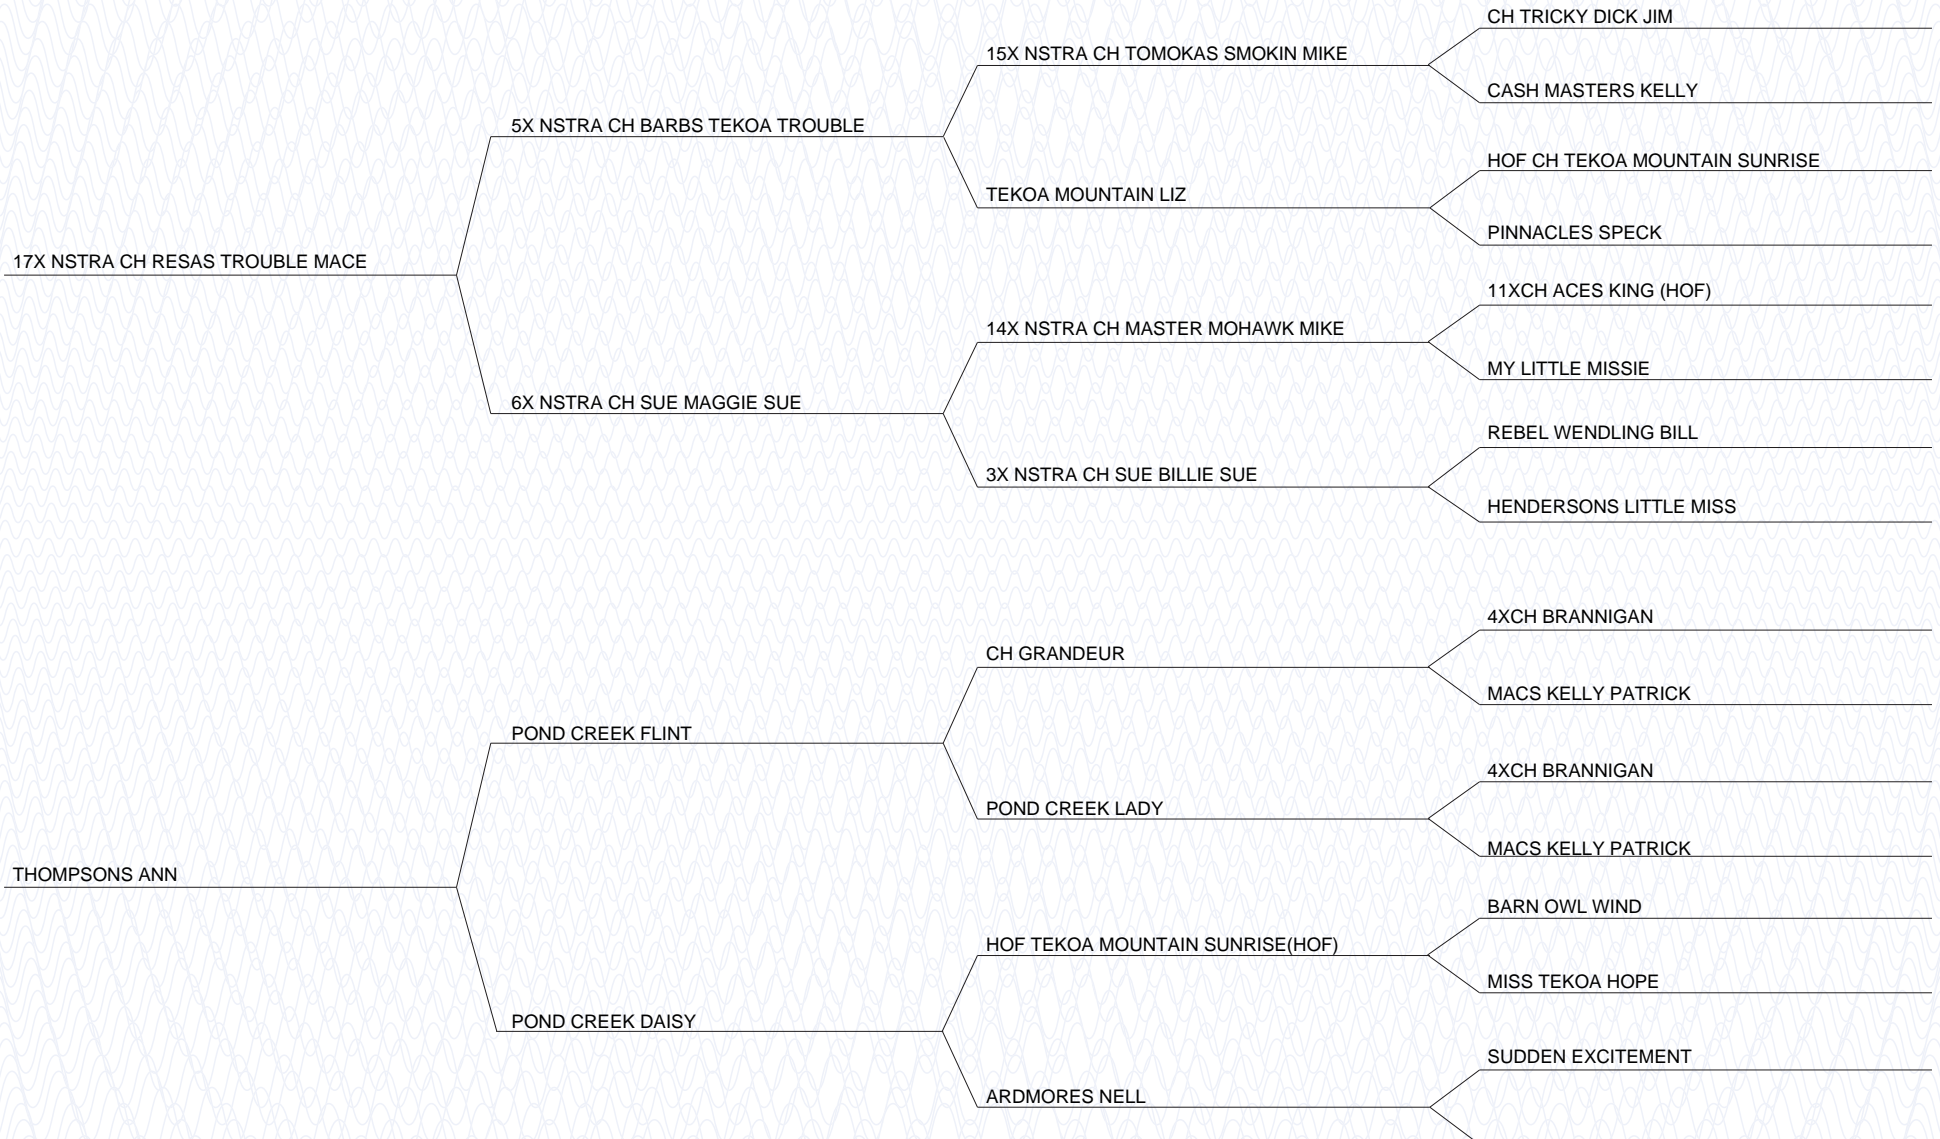 CH TRICKY DICK JIM
15X NSTRA CH TOMOKAS SMOKIN MIKE
CASH MASTERS KELLY
5X NSTRA CH BARBS TEKOA TROUBLE
HOF CH TEKOA MOUNTAIN SUNRISE
TEKOA MOUNTAIN LIZ
PINNACLES SPECK
17X NSTRA CH RESAS TROUBLE MACE
11XCH ACES KING (HOF)
14X NSTRA CH MASTER MOHAWK MIKE
MY LITTLE MISSIE
6X NSTRA CH SUE MAGGIE SUE
REBEL WENDLING BILL
3X NSTRA CH SUE BILLIE SUE
HENDERSONS LITTLE MISS
4XCH BRANNIGAN
CH GRANDEUR
MACS KELLY PATRICK
POND CREEK FLINT
4XCH BRANNIGAN
POND CREEK LADY
MACS KELLY PATRICK
THOMPSONS ANN
BARN OWL WIND
HOF TEKOA MOUNTAIN SUNRISE(HOF)
MISS TEKOA HOPE
POND CREEK DAISY
SUDDEN EXCITEMENT
ARDMORES NELL